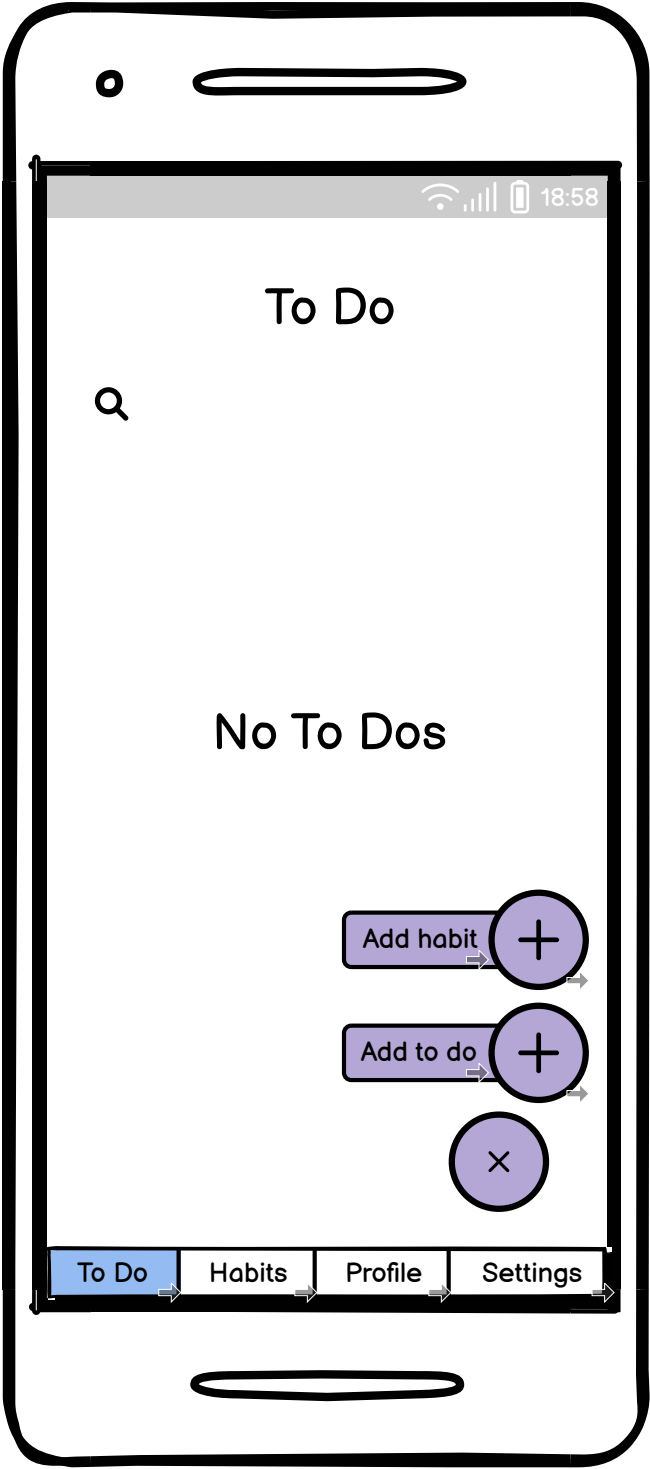 18:58
To Do
No To Dos
Add habit
Add to do
To Do Habits Profile Settings